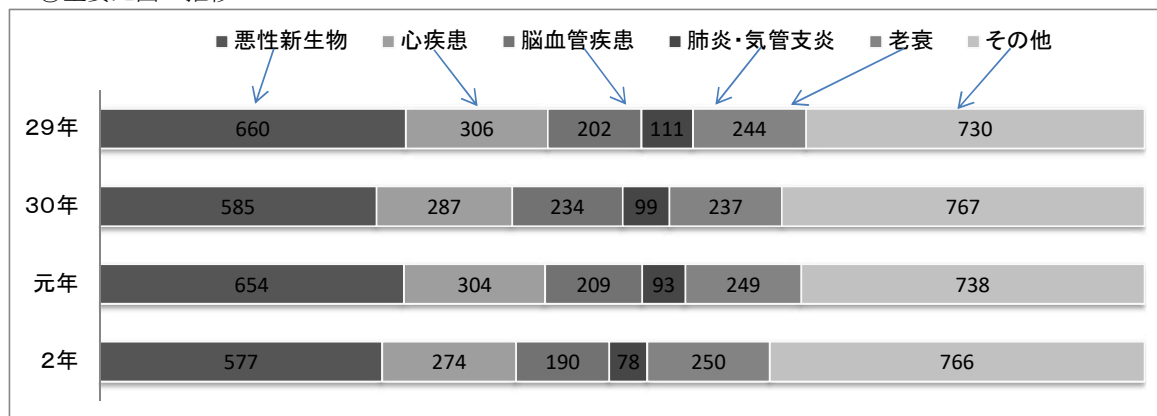 ■悪性新生物 ■心疾患 ■脳血管疾患 ■肺炎・気管支炎 ■老衰 ■その他
29年 660 306 202 111 244 730
30年 585 287 234 99 237 767
元年 654 304 209 93 249 738
2年 577 274 190 78 250 766